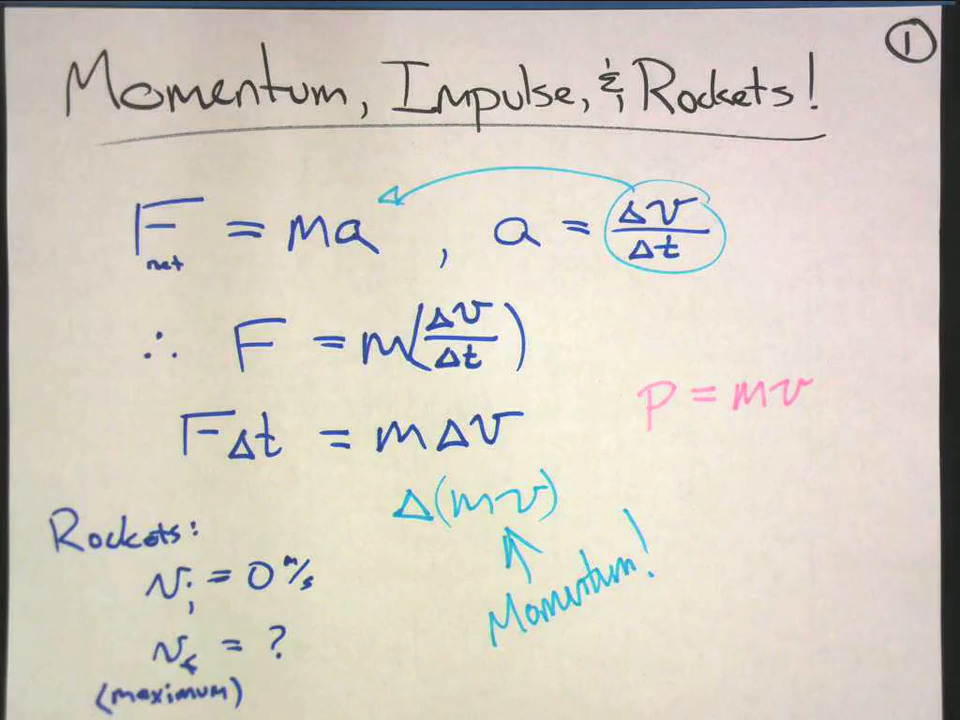 1
Momentum, Impulse, & Rockets!
F_net = ma , a = Δv/Δt
∴ F = m(Δv/Δt)
p = mv
FΔt = mΔv
Δ(mv)
Momentum!
Rockets:
v_i = 0 m/s
v_f = ?
(maximum)